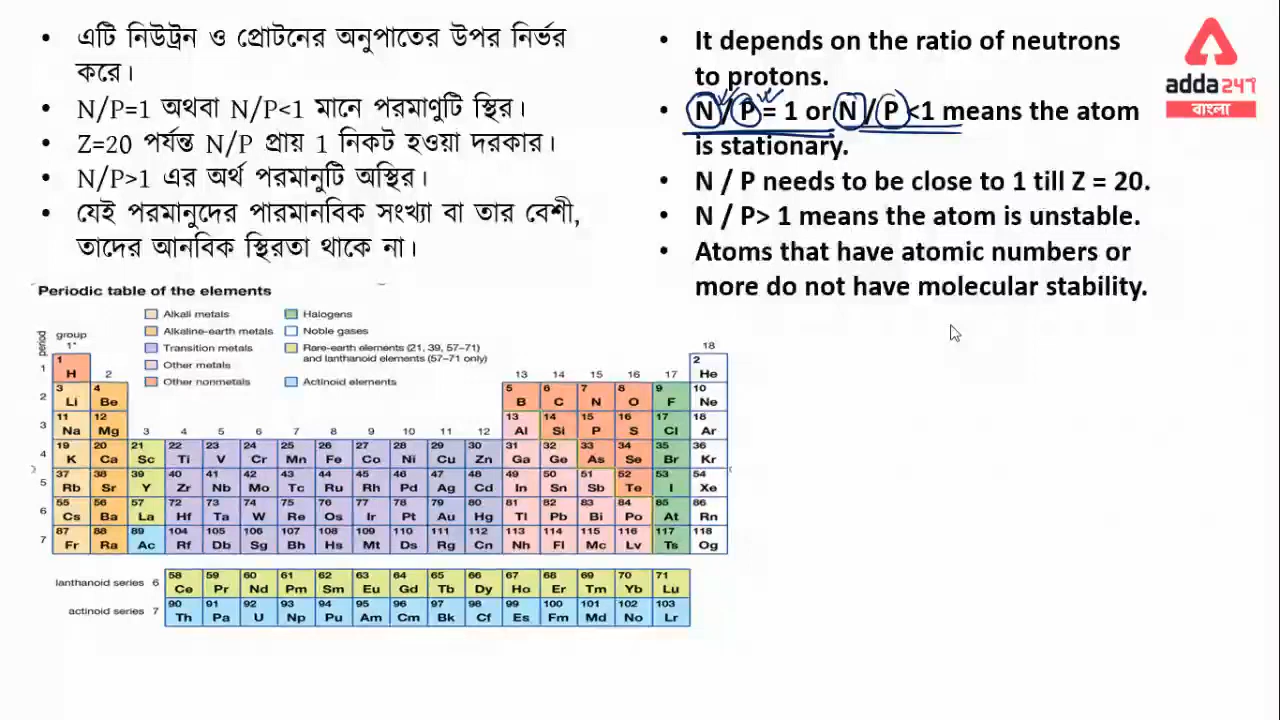 • এটি নিউট্রন ও প্রোটনের অনুপাতের উপর নির্ভর
করে।
• N/P=1 অথবা N/P<1 মানে পরমাণুটি স্থির।
• Z=20 পর্যন্ত N/P প্রায় 1 নিকট হওয়া দরকার।
• N/P>1 এর অর্থ পরমানুটি অস্থির।
• যেই পরমানুদের পারমানবিক সংখ্যা বা তার বেশী,
তাদের আনবিক স্থিরতা থাকে না।
• It depends on the ratio of neutrons
to protons.
• N / P = 1 or N / P <1 means the atom
is stationary.
• N / P needs to be close to 1 till Z = 20.
• N / P> 1 means the atom is unstable.
• Atoms that have atomic numbers or
more do not have molecular stability.
adda247
বাংলা
Periodic table of the elements
Alkali metals
Alkaline-earth metals
Transition metals
Other metals
Other nonmetals
Halogens
Noble gases
Rare-earth elements (21, 39, 57–71)
and lanthanoid elements (57–71 only)
Actinoid elements
period
group
1* 18
1 1 2
H 2 13 14 15 16 17 He
2 3 4 5 6 7 8 9 10
Li Be B C N O F Ne
3 11 12 13 14 15 16 17 18
Na Mg 3 4 5 6 7 8 9 10 11 12 Al Si P S Cl Ar
4 19 20 21 22 23 24 25 26 27 28 29 30 31 32 33 34 35 36
K Ca Sc Ti V Cr Mn Fe Co Ni Cu Zn Ga Ge As Se Br Kr
5 37 38 39 40 41 42 43 44 45 46 47 48 49 50 51 52 53 54
Rb Sr Y Zr Nb Mo Tc Ru Rh Pd Ag Cd In Sn Sb Te I Xe
6 55 56 57 72 73 74 75 76 77 78 79 80 81 82 83 84 85 86
Cs Ba La Hf Ta W Re Os Ir Pt Au Hg Tl Pb Bi Po At Rn
7 87 88 89 104 105 106 107 108 109 110 111 112 113 114 115 116 117 118
Fr Ra Ac Rf Db Sg Bh Hs Mt Ds Rg Cn Nh Fl Mc Lv Ts Og
lanthanoid series 6 58 59 60 61 62 63 64 65 66 67 68 69 70 71
Ce Pr Nd Pm Sm Eu Gd Tb Dy Ho Er Tm Yb Lu
actinoid series 7 90 91 92 93 94 95 96 97 98 99 100 101 102 103
Th Pa U Np Pu Am Cm Bk Cf Es Fm Md No Lr